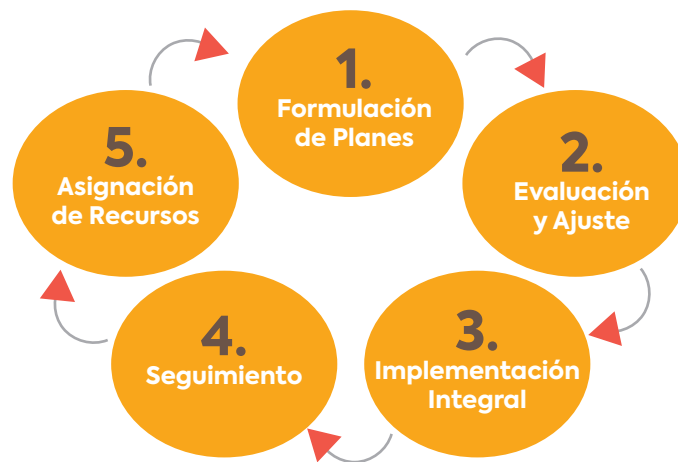 1.
Formulación
de Planes
2.
Evaluación
y Ajuste
3.
Implementación
Integral
4.
Seguimiento
5.
Asignación
de Recursos